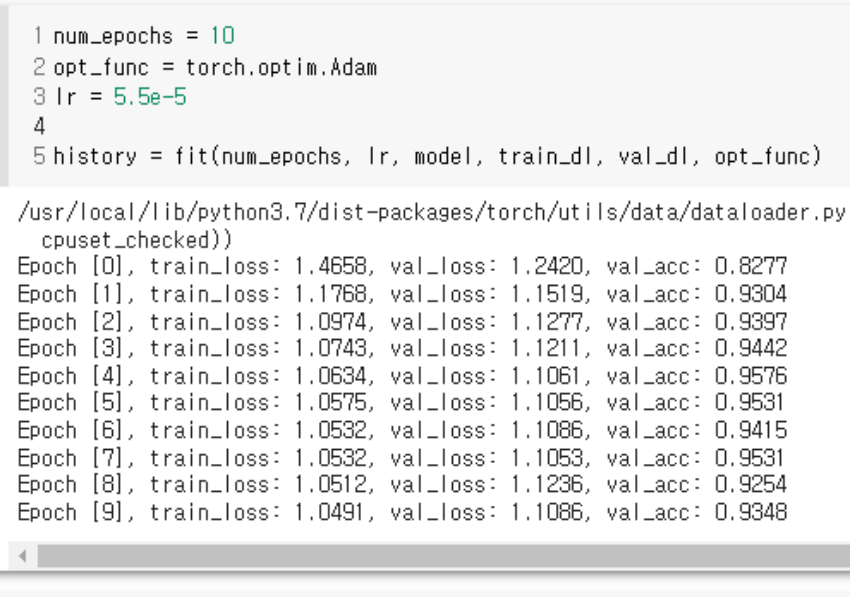 1 num_epochs = 10
2 opt_func = torch.optim.Adam
3 lr = 5.5e-5
4
5 history = fit(num_epochs, lr, model, train_dl, val_dl, opt_func)
/usr/local/lib/python3.7/dist-packages/torch/utils/data/dataloader.py
cpuset_checked))
Epoch [0], train_loss: 1.4658, val_loss: 1.2420, val_acc: 0.8277
Epoch [1], train_loss: 1.1768, val_loss: 1.1519, val_acc: 0.9304
Epoch [2], train_loss: 1.0974, val_loss: 1.1277, val_acc: 0.9397
Epoch [3], train_loss: 1.0743, val_loss: 1.1211, val_acc: 0.9442
Epoch [4], train_loss: 1.0634, val_loss: 1.1061, val_acc: 0.9576
Epoch [5], train_loss: 1.0575, val_loss: 1.1056, val_acc: 0.9531
Epoch [6], train_loss: 1.0532, val_loss: 1.1086, val_acc: 0.9415
Epoch [7], train_loss: 1.0532, val_loss: 1.1053, val_acc: 0.9531
Epoch [8], train_loss: 1.0512, val_loss: 1.1236, val_acc: 0.9254
Epoch [9], train_loss: 1.0491, val_loss: 1.1086, val_acc: 0.9348